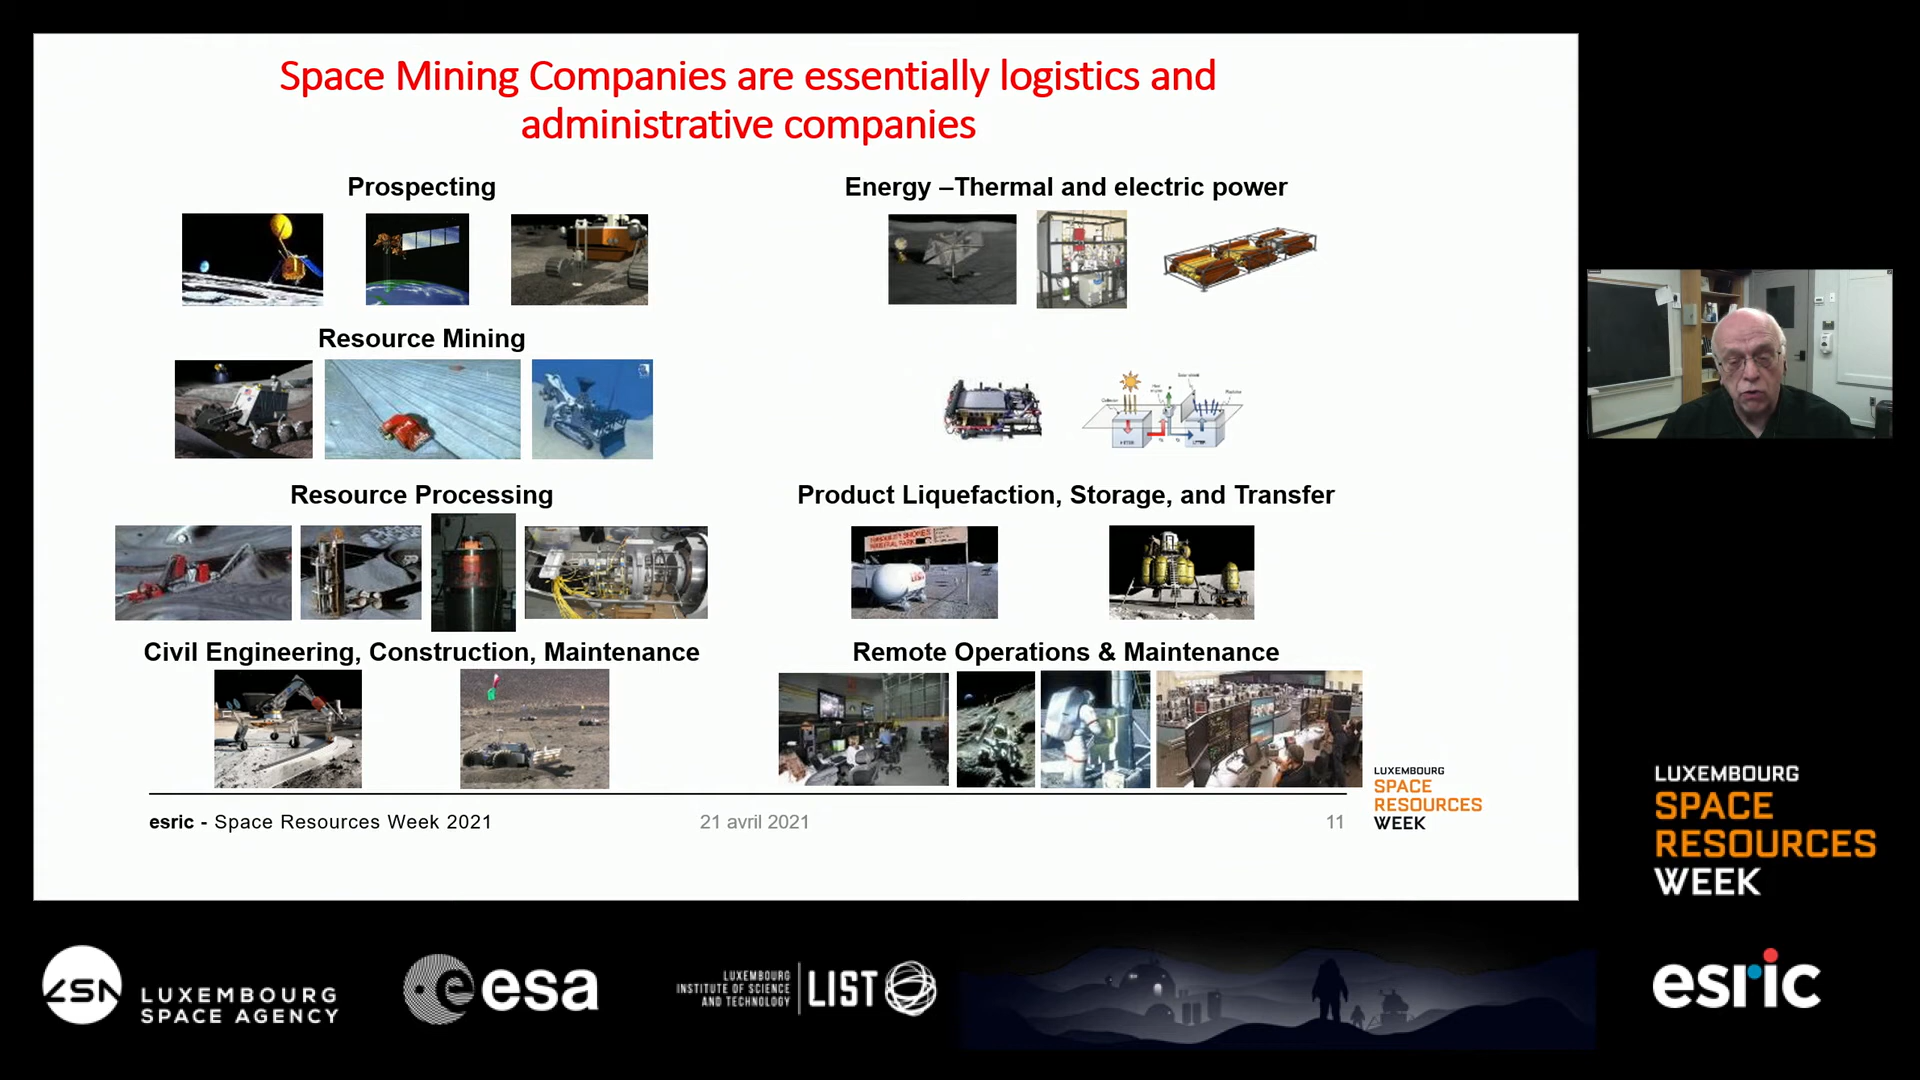 Space Mining Companies are essentially logistics and
administrative companies
Prospecting
Energy –Thermal and electric power
Resource Mining
Resource Processing
Product Liquefaction, Storage, and Transfer
Civil Engineering, Construction, Maintenance
Remote Operations & Maintenance
esric - Space Resources Week 2021
21 avril 2021
11
LUXEMBOURG
SPACE
RESOURCES
WEEK
LUXEMBOURG
SPACE
RESOURCES
WEEK
LSA
LUXEMBOURG
SPACE AGENCY
esa
LUXEMBOURG
INSTITUTE OF SCIENCE
AND TECHNOLOGY
LIST
esric